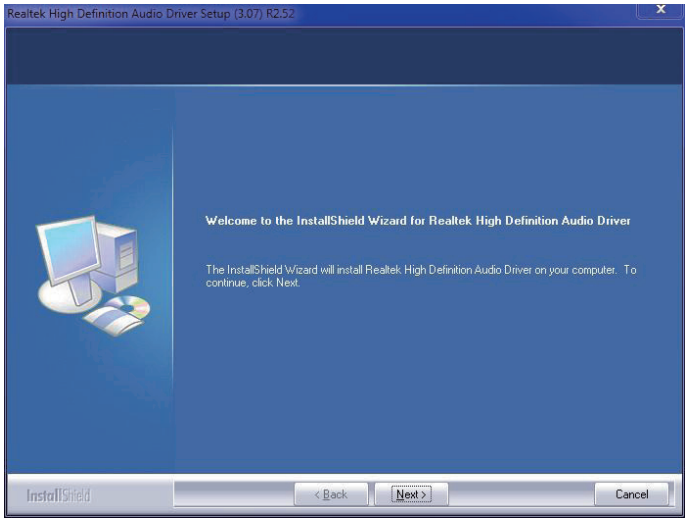 Realtek High Definition Audio Driver Setup (3.07) R2.52
X
Welcome to the InstallShield Wizard for Realtek High Definition Audio Driver
The InstallShield Wizard will install Realtek High Definition Audio Driver on your computer. To
continue, click Next.
InstallShield
< Back
Next >
Cancel